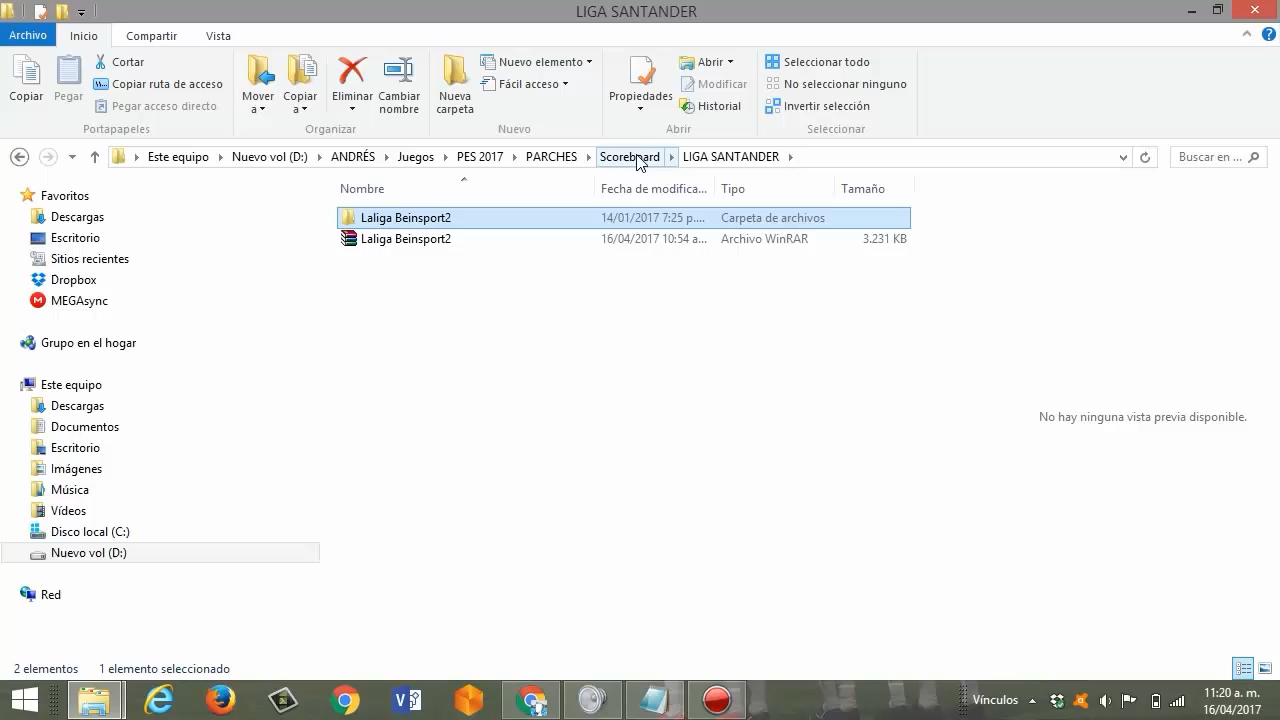 LIGA SANTANDER
Archivo Inicio Compartir Vista
Copiar
Pegar
Cortar
Copiar ruta de acceso
Pegar acceso directo
Portapapeles
Mover a
Copiar a
Eliminar
Cambiar nombre
Organizar
Nueva carpeta
Nuevo elemento
Fácil acceso
Nuevo
Propiedades
Abrir
Modificar
Historial
Abrir
Seleccionar todo
No seleccionar ninguno
Invertir selección
Seleccionar
Este equipo Nuevo vol (D:) ANDRÉS Juegos PES 2017 PARCHES Scoreboard LIGA SANTANDER
Buscar en ...
Nombre Fecha de modifica... Tipo Tamaño
Laliga Beinsport2 14/01/2017 7:25 p.... Carpeta de archivos
Laliga Beinsport2 16/04/2017 10:54 a... Archivo WinRAR 3.231 KB
Favoritos
Descargas
Escritorio
Sitios recientes
Dropbox
MEGAsync
Grupo en el hogar
Este equipo
Descargas
Documentos
Escritorio
Imágenes
Música
Vídeos
Disco local (C:)
Nuevo vol (D:)
Red
No hay ninguna vista previa disponible.
2 elementos 1 elemento seleccionado
Vínculos
11:20 a. m.
16/04/2017